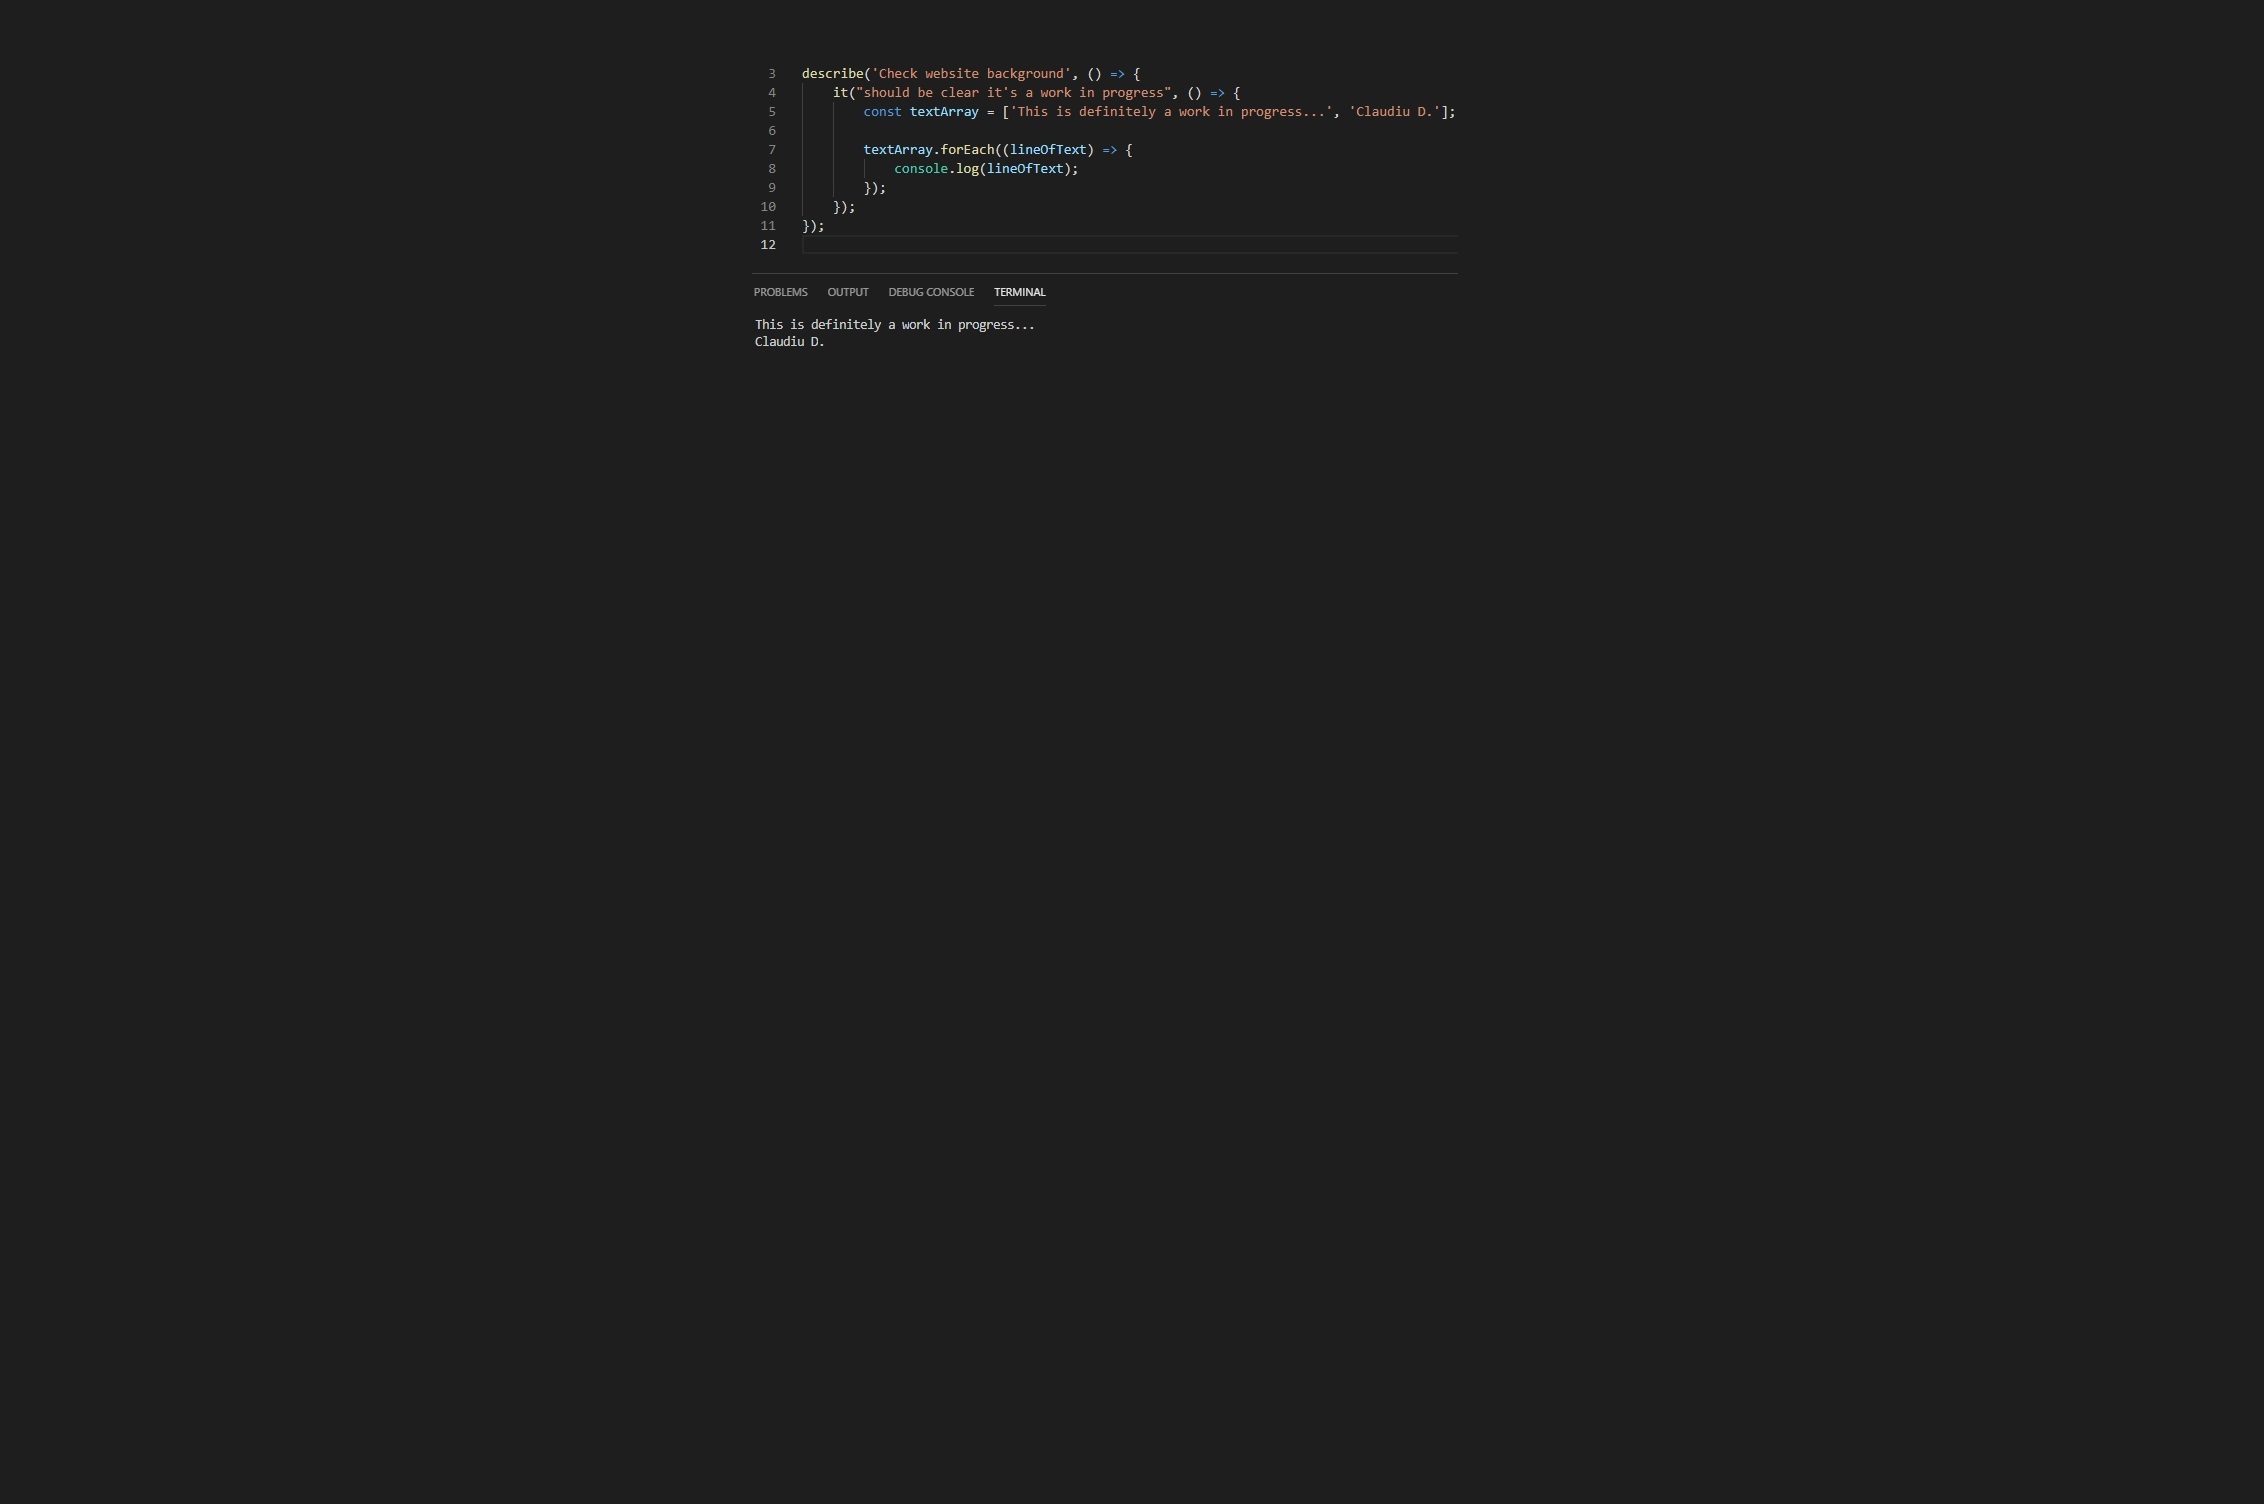 3 describe('Check website background', () => {
4 it("should be clear it's a work in progress", () => {
5 const textArray = ['This is definitely a work in progress...', 'Claudiu D.'];
6
7 textArray.forEach((lineOfText) => {
8 console.log(lineOfText);
9 });
10 });
11 });
12
PROBLEMS OUTPUT DEBUG CONSOLE TERMINAL
This is definitely a work in progress...
Claudiu D.